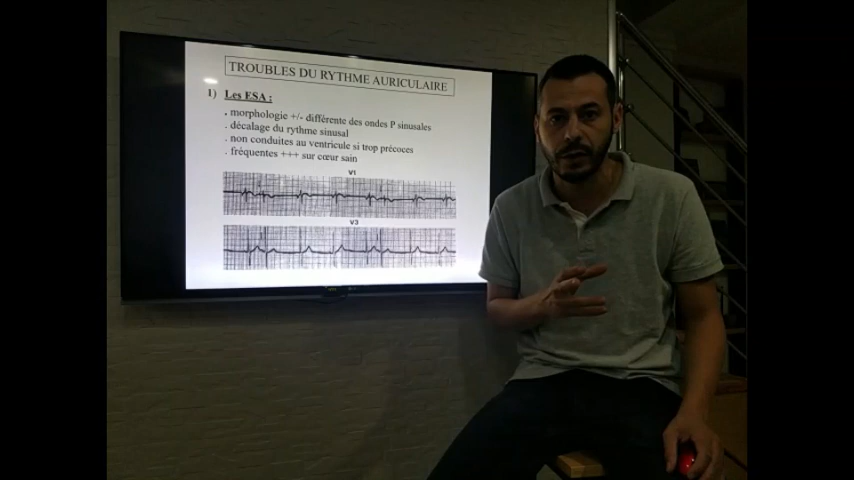 TROUBLES DU RYTHME AURICULAIRE
1) Les ESA :
. morphologie +/- différente des ondes P sinusales
. décalage du rythme sinusal
. non conduites au ventricule si trop précoces
. fréquentes +++ sur cœur sain
V1
V3